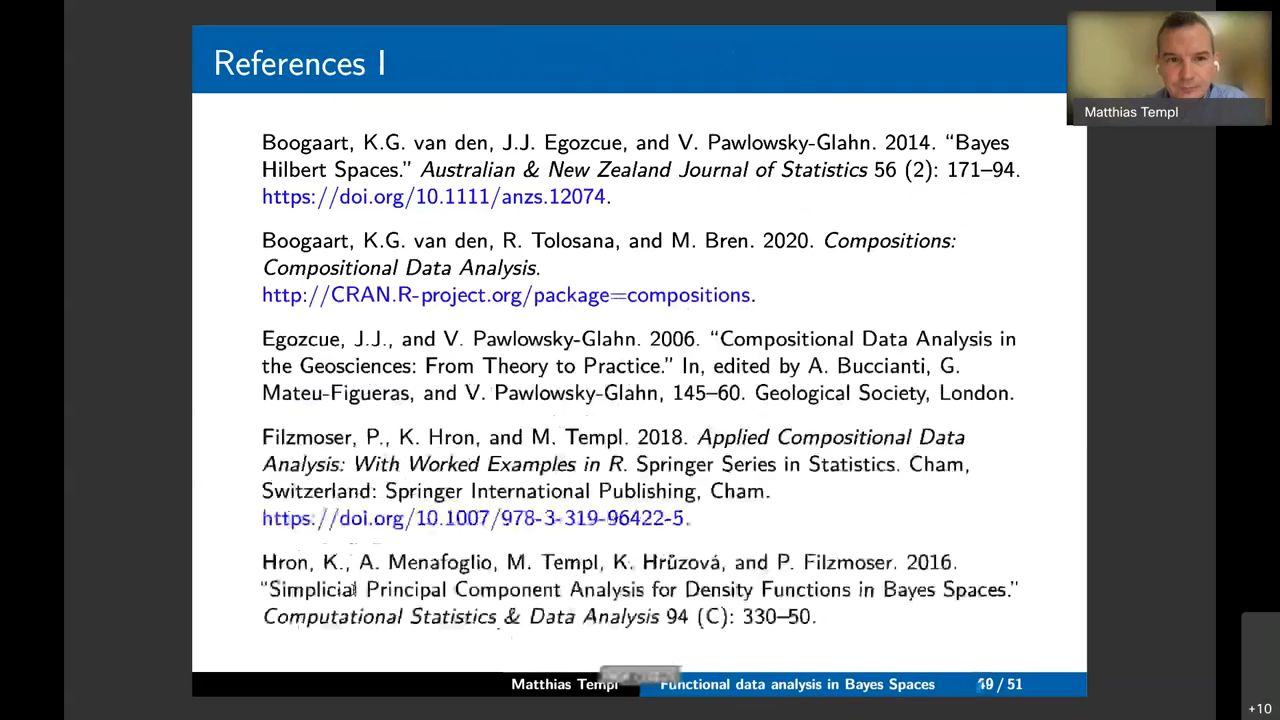 References I
Matthias Templ
Boogaart, K.G. van den, J.J. Egozcue, and V. Pawlowsky-Glahn. 2014. “Bayes
Hilbert Spaces.” Australian & New Zealand Journal of Statistics 56 (2): 171–94.
https://doi.org/10.1111/anzs.12074.
Boogaart, K.G. van den, R. Tolosana, and M. Bren. 2020. Compositions:
Compositional Data Analysis.
http://CRAN.R-project.org/package=compositions.
Egozcue, J.J., and V. Pawlowsky-Glahn. 2006. “Compositional Data Analysis in
the Geosciences: From Theory to Practice.” In, edited by A. Buccianti, G.
Mateu-Figueras, and V. Pawlowsky-Glahn, 145–60. Geological Society, London.
Filzmoser, P., K. Hron, and M. Templ. 2018. Applied Compositional Data
Analysis: With Worked Examples in R. Springer Series in Statistics. Cham,
Switzerland: Springer International Publishing, Cham.
https://doi.org/10.1007/978-3-319-96422-5.
Hron, K., A. Menafoglio, M. Templ, K. Hrůzová, and P. Filzmoser. 2016.
“Simplicial Principal Component Analysis for Density Functions in Bayes Spaces.”
Computational Statistics & Data Analysis 94 (C): 330–50.
Matthias Templ
Functional data analysis in Bayes Spaces
49 / 51
+10